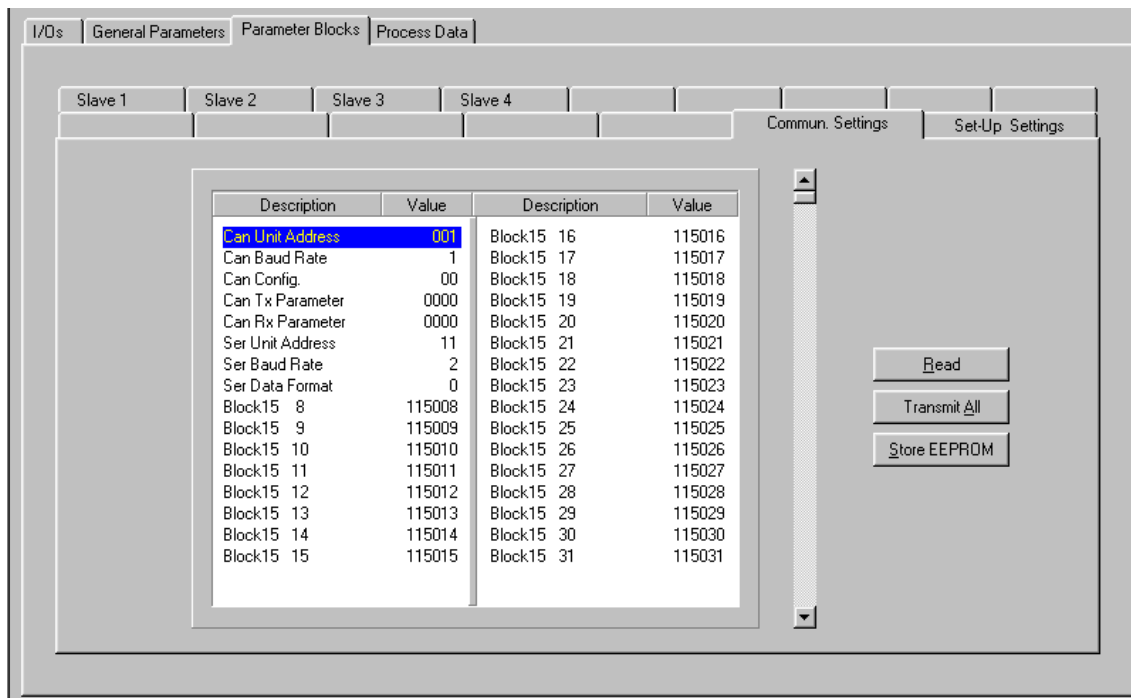 I/Os General Parameters Parameter Blocks Process Data
Slave 1 Slave 2 Slave 3 Slave 4
Commun. Settings Set-Up Settings
Description Value Description Value
Can Unit Address 001 Block15 16 115016
Can Baud Rate 1 Block15 17 115017
Can Config. 00 Block15 18 115018
Can Tx Parameter 0000 Block15 19 115019
Can Rx Parameter 0000 Block15 20 115020
Ser Unit Address 11 Block15 21 115021
Ser Baud Rate 2 Block15 22 115022
Ser Data Format 0 Block15 23 115023
Block15 8 115008 Block15 24 115024
Block15 9 115009 Block15 25 115025
Block15 10 115010 Block15 26 115026
Block15 11 115011 Block15 27 115027
Block15 12 115012 Block15 28 115028
Block15 13 115013 Block15 29 115029
Block15 14 115014 Block15 30 115030
Block15 15 115015 Block15 31 115031
Read
Transmit All
Store EEPROM